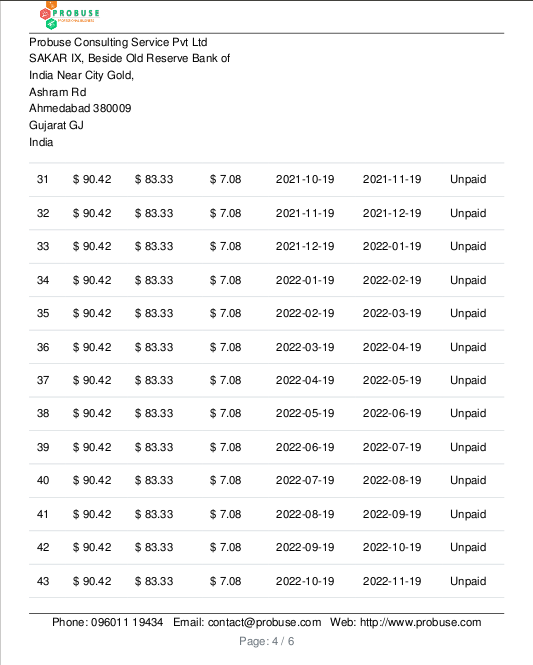 PROBUSE
Probuse Consulting Service Pvt Ltd
SAKAR IX, Beside Old Reserve Bank of
India Near City Gold,
Ashram Rd
Ahmedabad 380009
Gujarat GJ
India
31 $ 90.42 $ 83.33 $ 7.08 2021-10-19 2021-11-19 Unpaid
32 $ 90.42 $ 83.33 $ 7.08 2021-11-19 2021-12-19 Unpaid
33 $ 90.42 $ 83.33 $ 7.08 2021-12-19 2022-01-19 Unpaid
34 $ 90.42 $ 83.33 $ 7.08 2022-01-19 2022-02-19 Unpaid
35 $ 90.42 $ 83.33 $ 7.08 2022-02-19 2022-03-19 Unpaid
36 $ 90.42 $ 83.33 $ 7.08 2022-03-19 2022-04-19 Unpaid
37 $ 90.42 $ 83.33 $ 7.08 2022-04-19 2022-05-19 Unpaid
38 $ 90.42 $ 83.33 $ 7.08 2022-05-19 2022-06-19 Unpaid
39 $ 90.42 $ 83.33 $ 7.08 2022-06-19 2022-07-19 Unpaid
40 $ 90.42 $ 83.33 $ 7.08 2022-07-19 2022-08-19 Unpaid
41 $ 90.42 $ 83.33 $ 7.08 2022-08-19 2022-09-19 Unpaid
42 $ 90.42 $ 83.33 $ 7.08 2022-09-19 2022-10-19 Unpaid
43 $ 90.42 $ 83.33 $ 7.08 2022-10-19 2022-11-19 Unpaid
Phone: 096011 19434 Email: contact@probuse.com Web: http://www.probuse.com
Page: 4 / 6